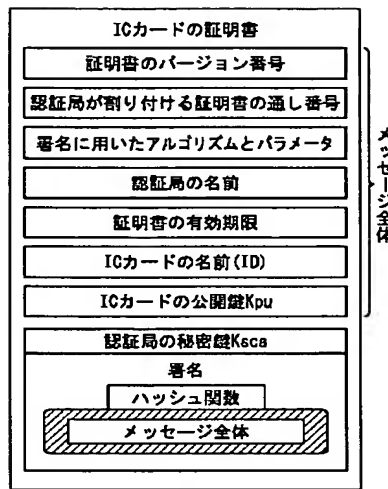 ICカードの証明書
証明書のバージョン番号
認証局が割り付ける証明書の通し番号
署名に用いたアルゴリズムとパラメータ
認証局の名前
証明書の有効期限
ICカードの名前(ID)
ICカードの公開鍵Kpu
メッセージ全体
認証局の秘密鍵Ksca
署名
ハッシュ関数
メッセージ全体